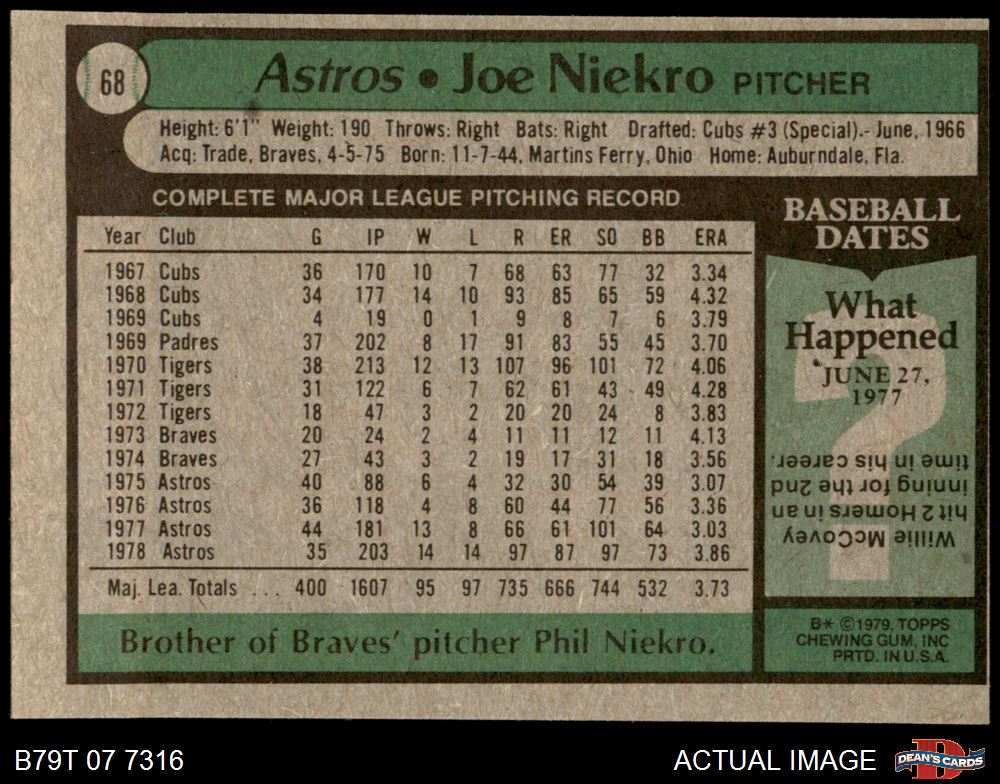 68
Astros • Joe Niekro PITCHER
Height: 6'1" Weight: 190 Throws: Right Bats: Right Drafted: Cubs #3 (Special).- June, 1966
Acq: Trade, Braves, 4-5-75 Born: 11-7-44, Martins Ferry, Ohio Home: Auburndale, Fla.
COMPLETE MAJOR LEAGUE PITCHING RECORD
Year Club G IP W L R ER SO BB ERA
1967 Cubs 36 170 10 7 68 63 77 32 3.34
1968 Cubs 34 177 14 10 93 85 65 59 4.32
1969 Cubs 4 19 0 1 9 8 7 6 3.79
1969 Padres 37 202 8 17 91 83 55 45 3.70
1970 Tigers 38 213 12 13 107 96 101 72 4.06
1971 Tigers 31 122 6 7 62 61 43 49 4.28
1972 Tigers 18 47 3 2 20 20 24 8 3.83
1973 Braves 20 24 2 4 11 11 12 11 4.13
1974 Braves 27 43 3 2 19 17 31 18 3.56
1975 Astros 40 88 6 4 32 30 54 39 3.07
1976 Astros 36 118 4 8 60 44 77 56 3.36
1977 Astros 44 181 13 8 66 61 101 64 3.03
1978 Astros 35 203 14 14 97 87 97 73 3.86
Maj. Lea. Totals . . . 400 1607 95 97 735 666 744 532 3.73
Brother of Braves' pitcher Phil Niekro.
BASEBALL
DATES
What
Happened
JUNE 27,
1977
Willie McCovey
hit 2 Homers in an
inning for the 2nd
time in his career.
B* ©1979, TOPPS
CHEWING GUM, INC
PRTD. IN U.S.A.
B79T 07 7316
ACTUAL IMAGE
D
DEAN'S CARDS